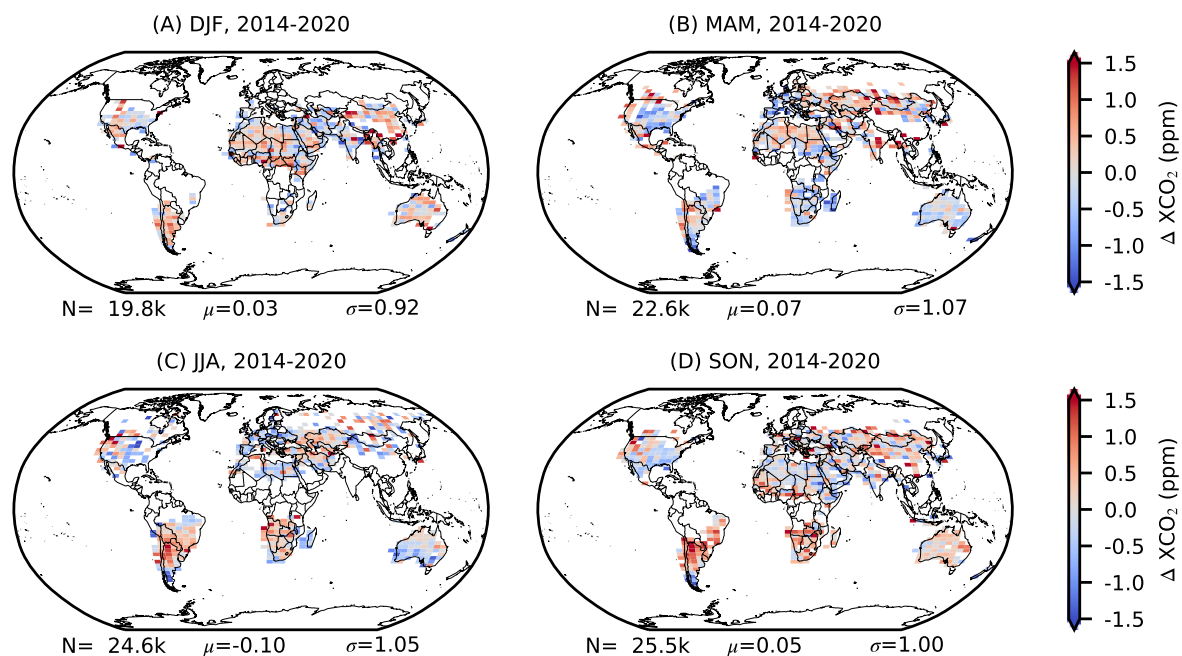 (A) DJF, 2014-2020
(B) MAM, 2014-2020
N= 19.8k μ=0.03 σ=0.92
N= 22.6k μ=0.07 σ=1.07
1.5
1.0
0.5
0.0
-0.5
-1.0
-1.5
Δ XCO₂ (ppm)
(C) JJA, 2014-2020
(D) SON, 2014-2020
N= 24.6k μ=-0.10 σ=1.05
N= 25.5k μ=0.05 σ=1.00
1.5
1.0
0.5
0.0
-0.5
-1.0
-1.5
Δ XCO₂ (ppm)